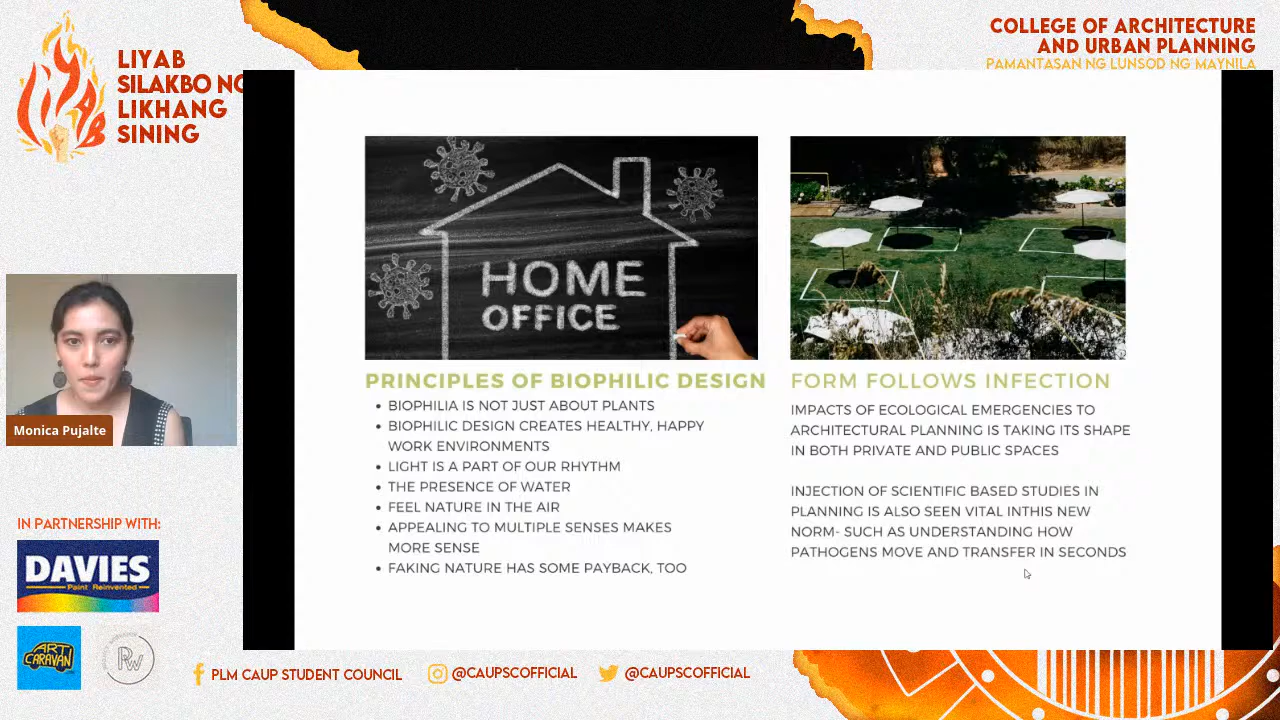 LIYAB
SILAKBO NG
LIKHANG
SINING
COLLEGE OF ARCHITECTURE
AND URBAN PLANNING
PAMANTASAN NG LUNSOD NG MAYNILA
HOME
OFFICE
PRINCIPLES OF BIOPHILIC DESIGN
• BIOPHILIA IS NOT JUST ABOUT PLANTS
• BIOPHILIC DESIGN CREATES HEALTHY, HAPPY
WORK ENVIRONMENTS
• LIGHT IS A PART OF OUR RHYTHM
• THE PRESENCE OF WATER
• FEEL NATURE IN THE AIR
• APPEALING TO MULTIPLE SENSES MAKES
MORE SENSE
• FAKING NATURE HAS SOME PAYBACK, TOO
FORM FOLLOWS INFECTION
IMPACTS OF ECOLOGICAL EMERGENCIES TO
ARCHITECTURAL PLANNING IS TAKING ITS SHAPE
IN BOTH PRIVATE AND PUBLIC SPACES
INJECTION OF SCIENTIFIC BASED STUDIES IN
PLANNING IS ALSO SEEN VITAL INTHIS NEW
NORM- SUCH AS UNDERSTANDING HOW
PATHOGENS MOVE AND TRANSFER IN SECONDS
Monica Pujalte
IN PARTNERSHIP WITH:
DAVIES
Paint Reinvented
ART
CARAVAN
PW
PLM CAUP STUDENT COUNCIL
@CAUPSCOFFICIAL
@CAUPSCOFFICIAL